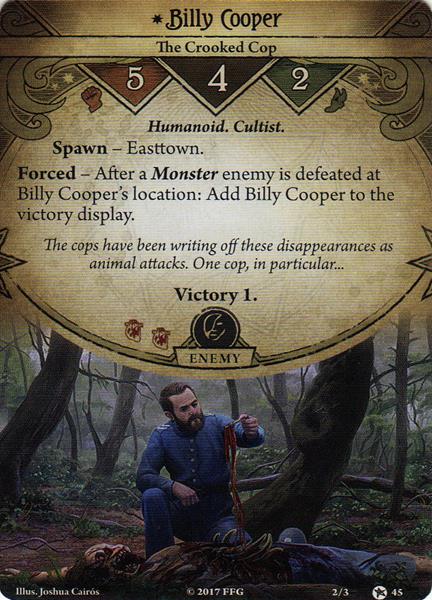 Billy Cooper
The Crooked Cop
5 4 2
Humanoid. Cultist.
Spawn – Easttown.
Forced – After a Monster enemy is defeated at
Billy Cooper's location: Add Billy Cooper to the
victory display.
The cops have been writing off these disappearances as
animal attacks. One cop, in particular...
Victory 1.
ENEMY
Illus. Joshua Cairós © 2017 FFG 2/3 45